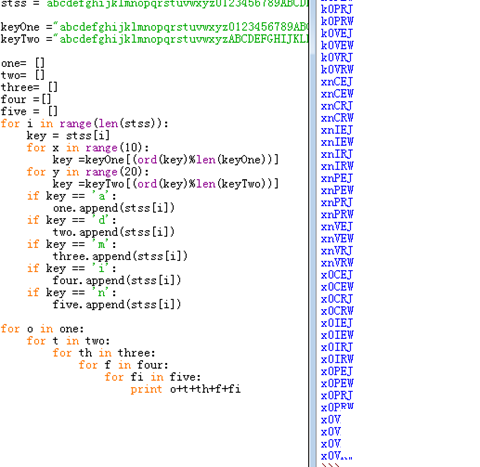 stss = "abcdefghijklmnopqrstuvwxyz0123456789ABCD
keyOne ="abcdefghijklmnopqrstuvwxyz0123456789AB
keyTwo ="abcdefghijklmnopqrstuvwxyzABCDEFGHIJKL
one= []
two= []
three= []
four =[]
five = []
for i in range(len(stss)):
    key = stss[i]
    for x in range(10):
        key =keyOne[(ord(key)%len(keyOne))]
    for y in range(20):
        key =keyTwo[(ord(key)%len(keyTwo))]
    if key == 'a':
        one.append(stss[i])
    if key == 'd':
        two.append(stss[i])
    if key == 'm':
        three.append(stss[i])
    if key == 'i':
        four.append(stss[i])
    if key == 'n':
        five.append(stss[i])
for o in one:
    for t in two:
        for th in three:
            for f in four:
                for fi in five:
                    print o+t+th+f+fi
k0PRJ
k0PRW
k0VEJ
k0VEW
k0VRJ
k0VRW
xnCEJ
xnCEW
xnCRJ
xnCRW
xnIEJ
xnIEW
xnIRJ
xnIRW
xnPEJ
xnPEW
xnPRJ
xnPRW
xnVEJ
xnVEW
xnVRJ
xnVRW
x0CEJ
x0CEW
x0CRJ
x0CRW
x0IEJ
x0IEW
x0IRJ
x0IRW
x0PEJ
x0PEW
x0PRJ
x0PRW
x0V
x0V
x0V
x0V
>>>